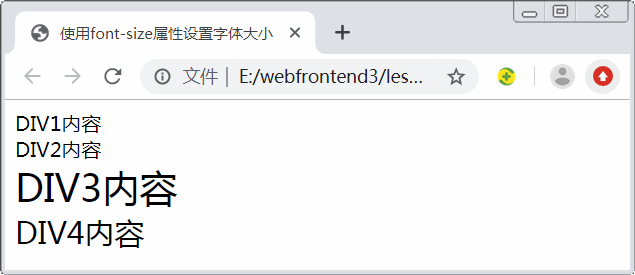 使用font-size属性设置字体大小
文件 | E:/webfrontend3/les...
DIV1内容
DIV2内容
DIV3内容
DIV4内容